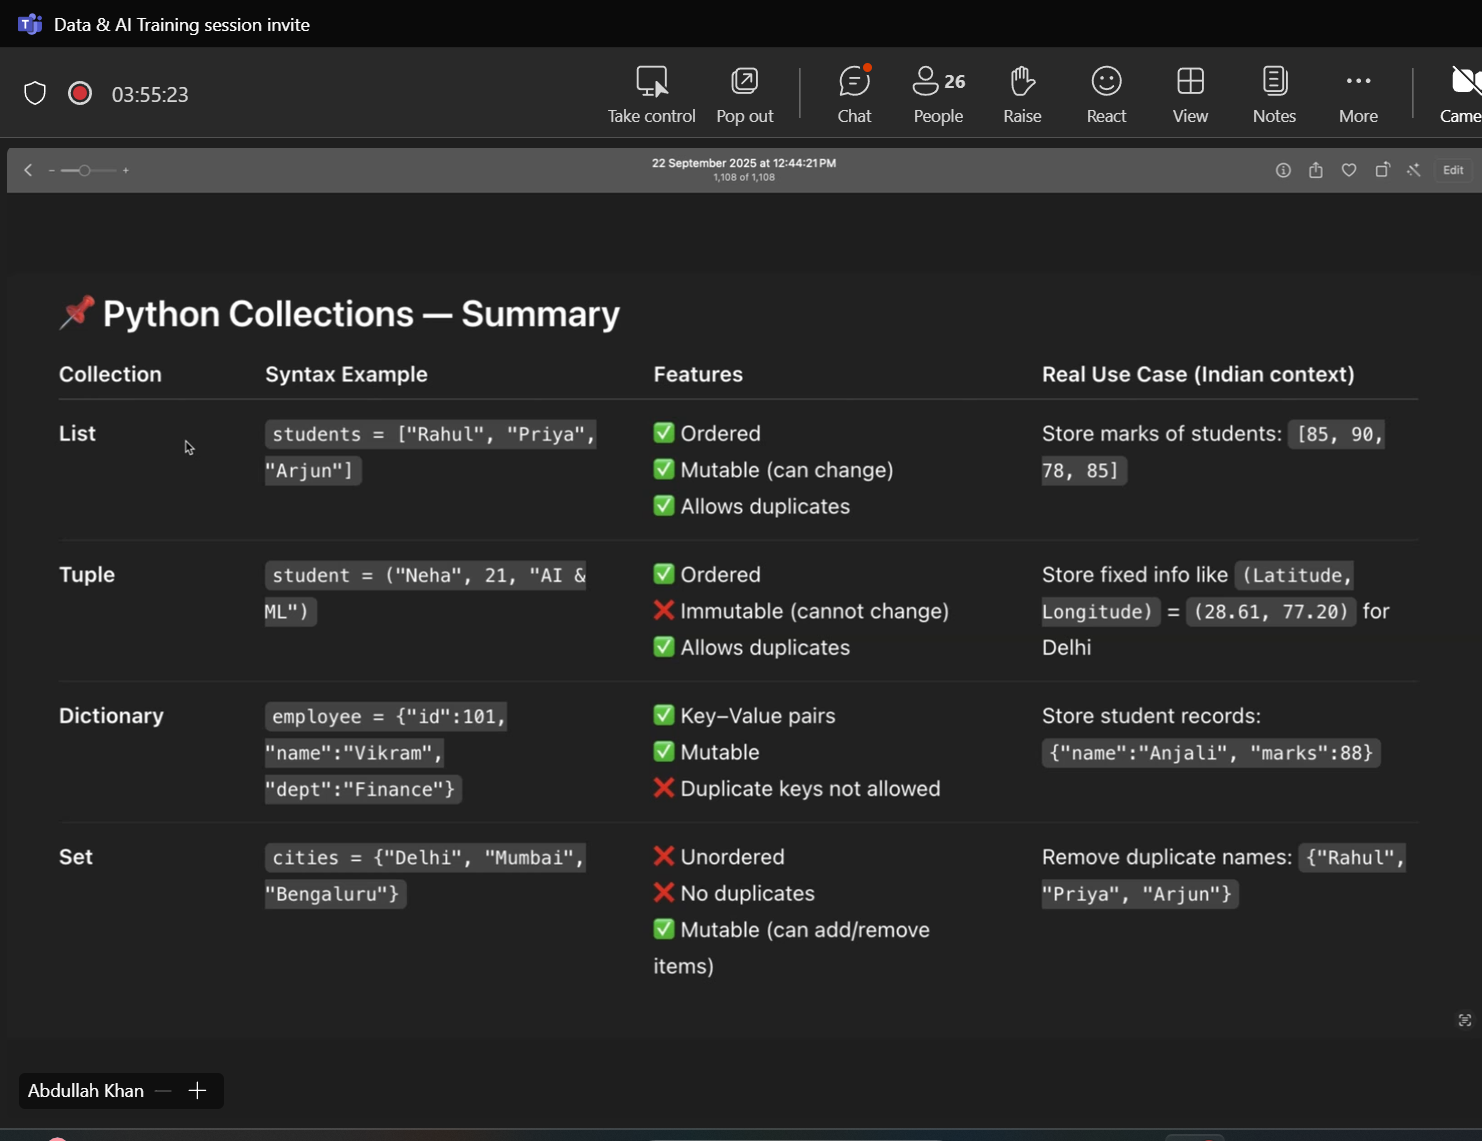 Data & AI Training session invite
03:55:23
Take control
Pop out
Chat
26
People
Raise
React
View
Notes
More
Came
22 September 2025 at 12:44:21 PM
1,108 of 1,108
Edit
Python Collections — Summary
Collection
Syntax Example
Features
Real Use Case (Indian context)
List
students = ["Rahul", "Priya",
"Arjun"]
✅ Ordered
✅ Mutable (can change)
✅ Allows duplicates
Store marks of students: [85, 90,
78, 85]
Tuple
student = ("Neha", 21, "AI &
ML")
✅ Ordered
❌ Immutable (cannot change)
✅ Allows duplicates
Store fixed info like (Latitude,
Longitude) = (28.61, 77.20) for
Delhi
Dictionary
employee = {"id":101,
"name":"Vikram",
"dept":"Finance"}
✅ Key–Value pairs
✅ Mutable
❌ Duplicate keys not allowed
Store student records:
{"name":"Anjali", "marks":88}
Set
cities = {"Delhi", "Mumbai",
"Bengaluru"}
❌ Unordered
❌ No duplicates
✅ Mutable (can add/remove
items)
Remove duplicate names: {"Rahul",
"Priya", "Arjun"}
Abdullah Khan